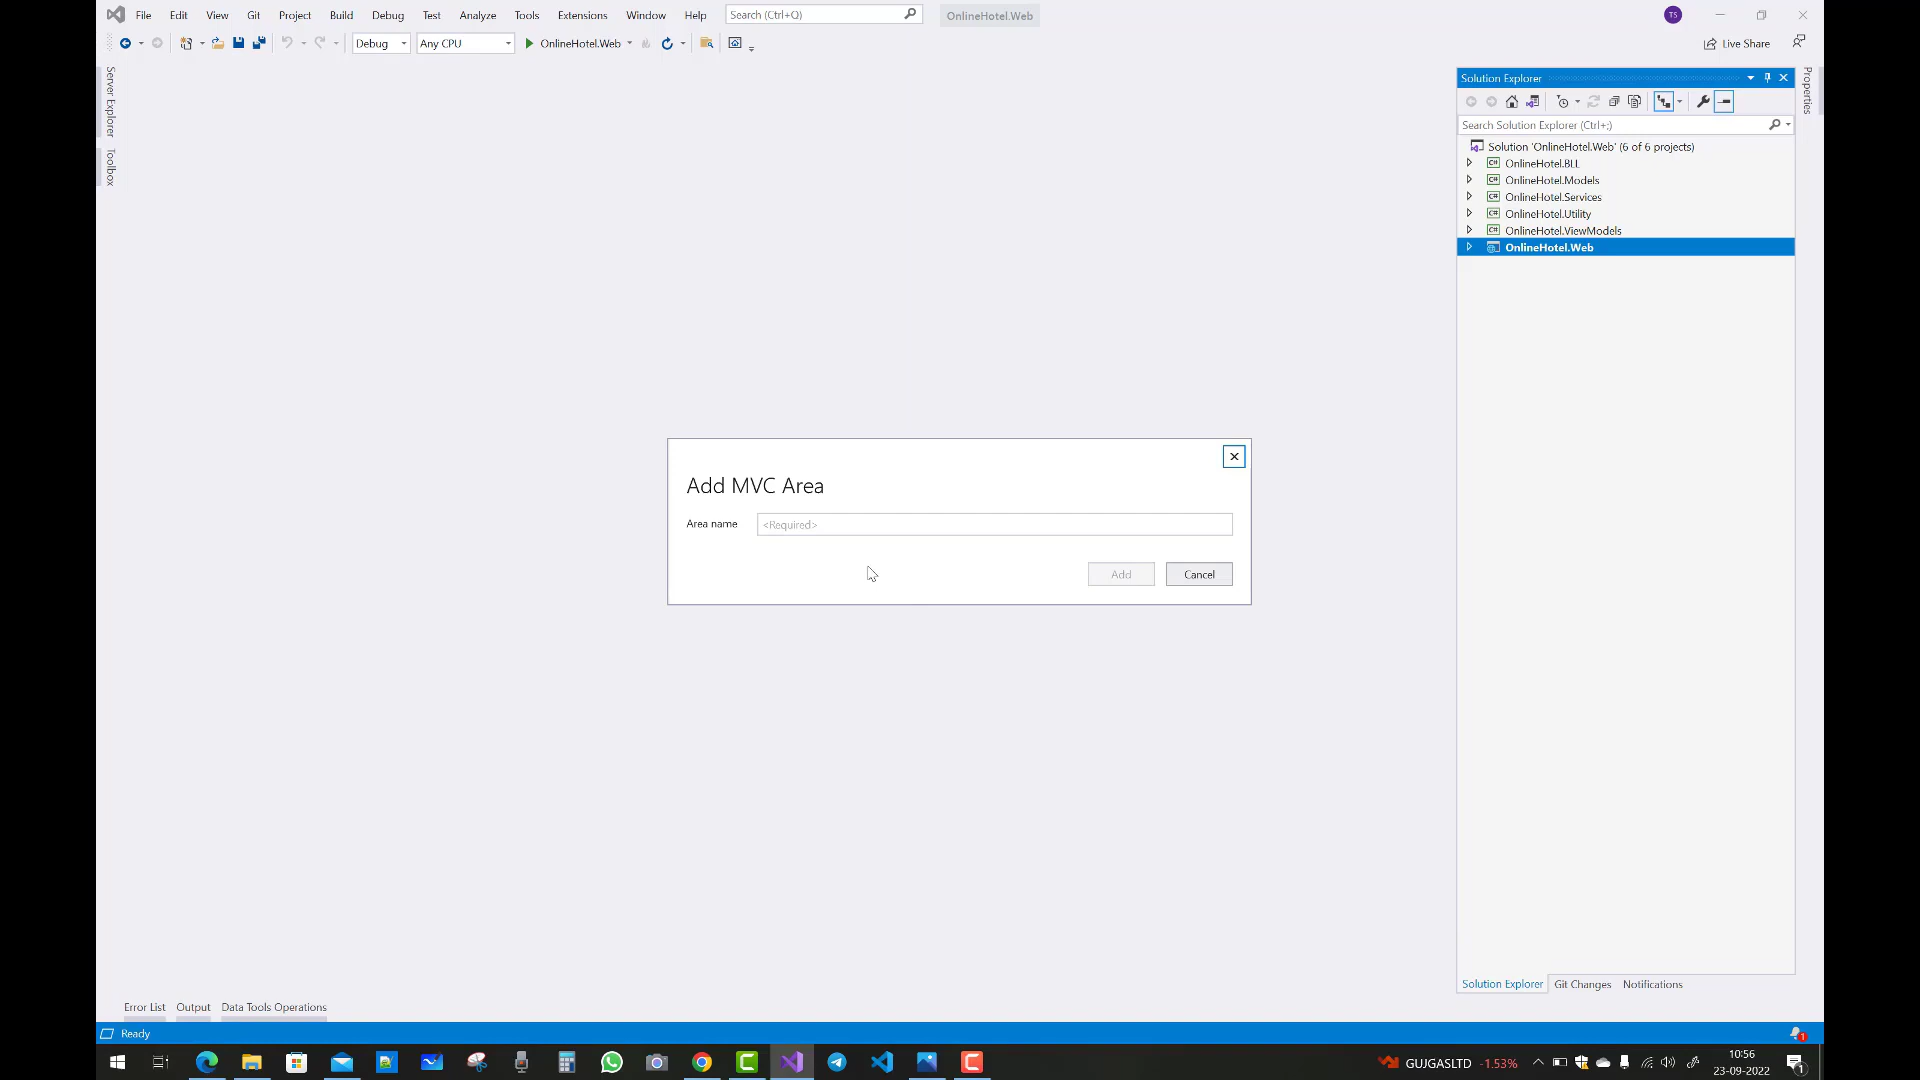 File Edit View Git Project Build Debug Test Analyze Tools Extensions Window Help Search (Ctrl+Q) OnlineHotel.Web TS
Debug Any CPU OnlineHotel.Web Live Share
Server Explorer
Toolbox
Solution Explorer
Properties
Search Solution Explorer (Ctrl+;)
Solution 'OnlineHotel.Web' (6 of 6 projects)
C# OnlineHotel.BLL
C# OnlineHotel.Models
C# OnlineHotel.Services
C# OnlineHotel.Utility
C# OnlineHotel.ViewModels
OnlineHotel.Web
Add MVC Area
Area name <Required>
Add Cancel
Solution Explorer Git Changes Notifications
Error List Output Data Tools Operations
Ready 1
GUJGASLTD -1.53% 10:56
23-09-2022 1